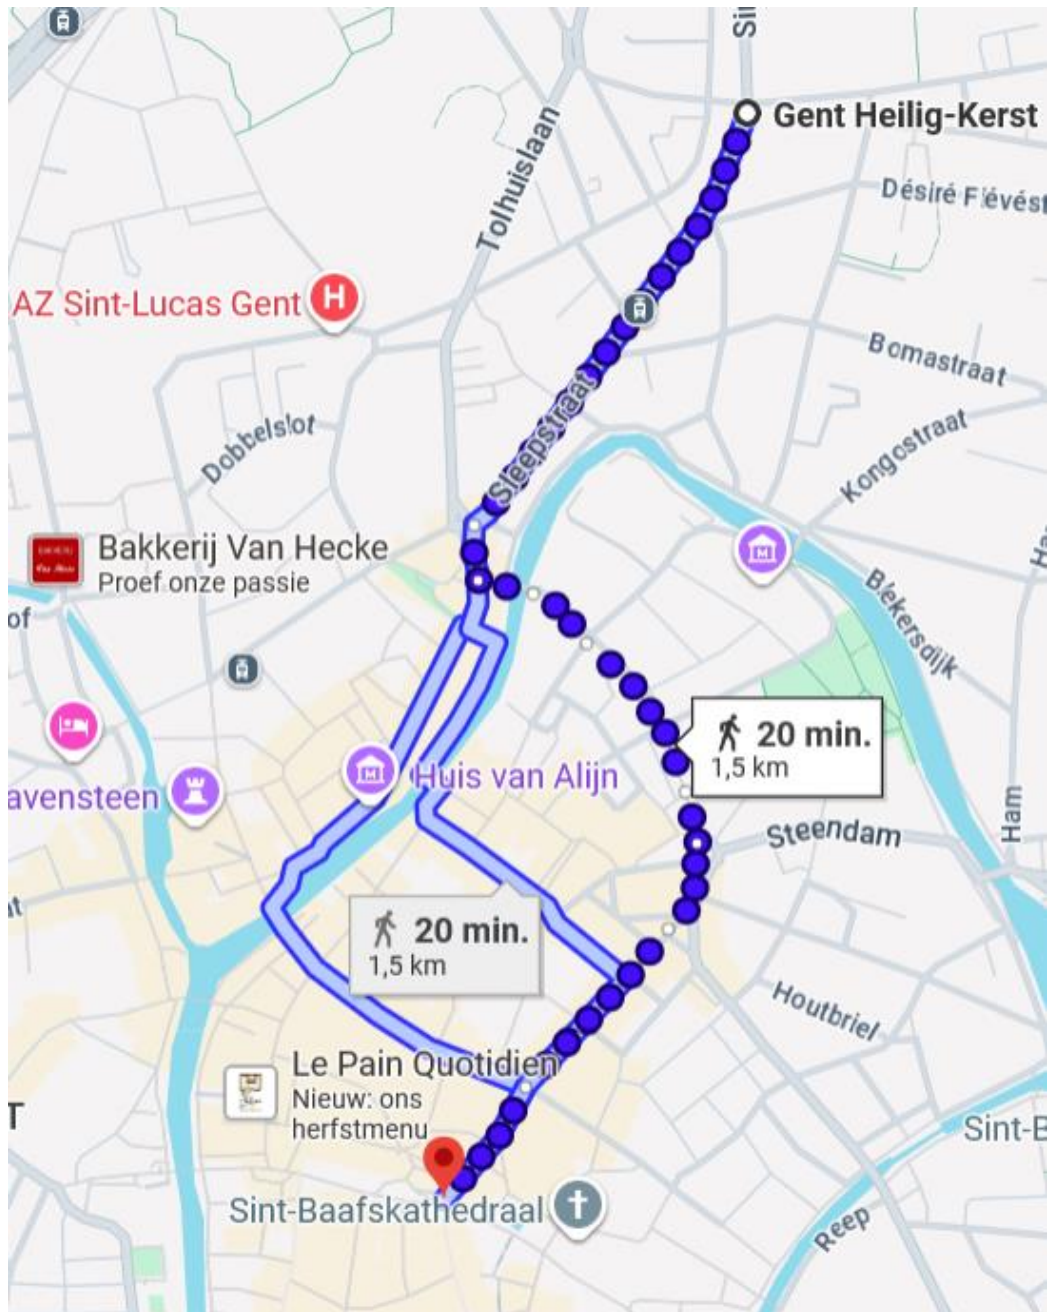 Gent Heilig-Kerst
Tolhuislaan
AZ Sint-Lucas Gent
H
Bomastraat
Sleepstraat
Dobbelslot
Kongostraat
Bakkerij Van Hecke
Proef onze passie
Blekersdijk
20 min.
1,5 km
Huis van Alijn
avensteen
Steendam
Ham
20 min.
1,5 km
Houtbriel
Le Pain Quotidien
Nieuw: ons
herfstmenu
Sint-B
Sint-Baafskathedraal
Reep